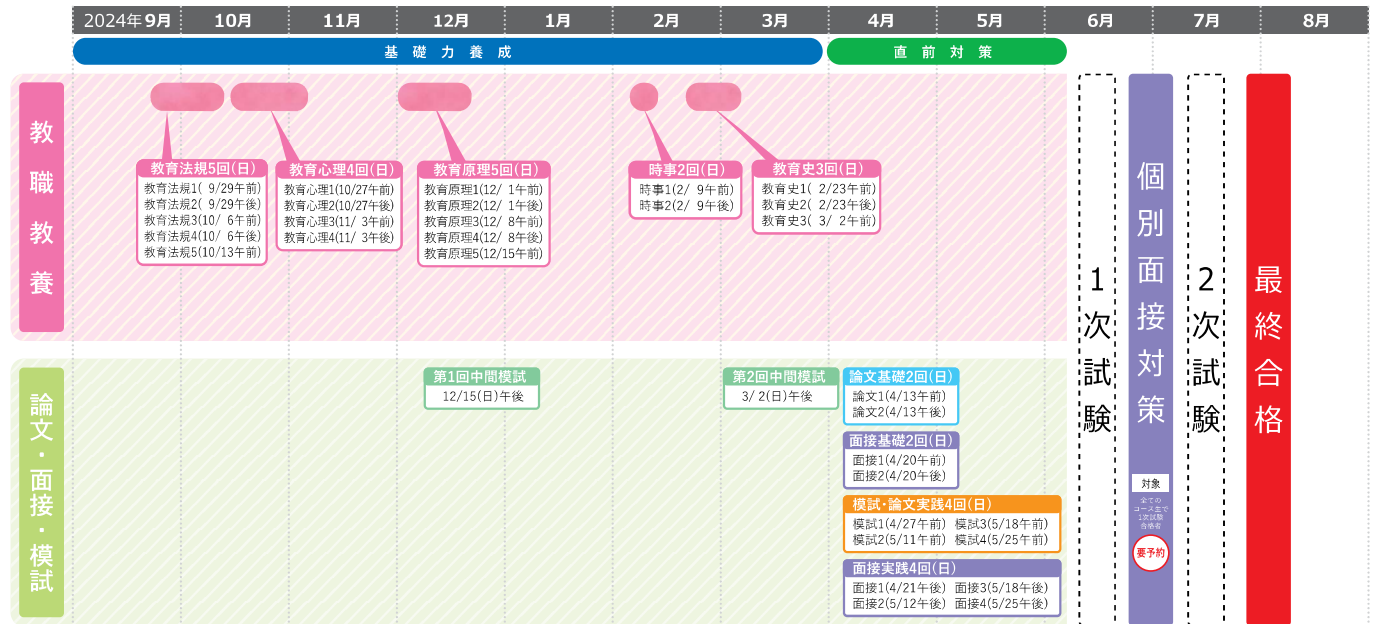 2024年9月 10月 11月 12月 1月 2月 3月 4月 5月 6月 7月 8月
基礎力養成 直前対策
教職教養
教育法規5回(日)
教育法規1( 9/29午前)
教育法規2( 9/29午後)
教育法規3(10/ 6午前)
教育法規4(10/ 6午後)
教育法規5(10/13午前)
教育心理4回(日)
教育心理1(10/27午前)
教育心理2(10/27午後)
教育心理3(11/ 3午前)
教育心理4(11/ 3午後)
教育原理5回(日)
教育原理1(12/ 1午前)
教育原理2(12/ 1午後)
教育原理3(12/ 8午前)
教育原理4(12/ 8午後)
教育原理5(12/15午前)
時事2回(日)
時事1(2/ 9午前)
時事2(2/ 9午後)
教育史3回(日)
教育史1( 2/23午前)
教育史2( 2/23午後)
教育史3( 3/ 2午前)
論文・面接・模試
第1回中間模試
12/15(日)午後
第2回中間模試
3/ 2(日)午後
論文基礎2回(日)
論文1(4/13午前)
論文2(4/13午後)
面接基礎2回(日)
面接1(4/20午前)
面接2(4/20午後)
模試・論文実践4回(日)
模試1(4/27午前) 模試3(5/18午前)
模試2(5/11午前) 模試4(5/25午前)
面接実践4回(日)
面接1(4/21午後) 面接3(5/18午後)
面接2(5/12午後) 面接4(5/25午後)
1次試験
個別面接対策
対象
全ての
コース生で
1次試験
合格者
要予約
2次試験
最終合格